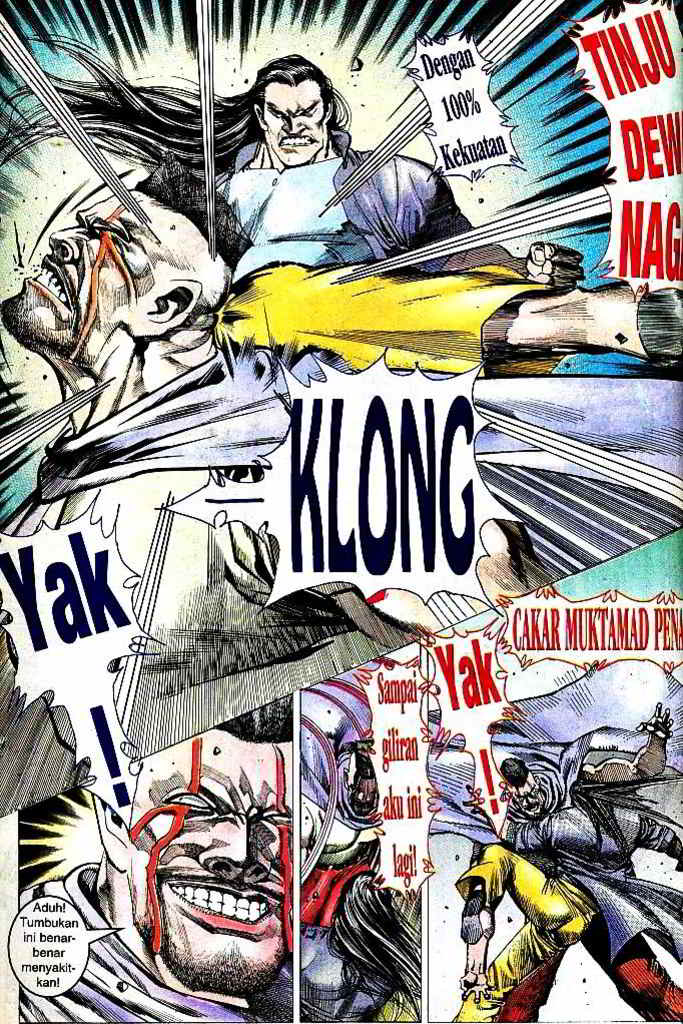 Dengan
100%
Kekuatan
TINJU
DEW
NAG
KLONG
Yak
!
CAKAR MUKTAMAD PENA
Sampai
giliran
aku ini
lagi!
Yak
!
Aduh!
Tumbukan
ini benar-
benar
menyakit-
kan!